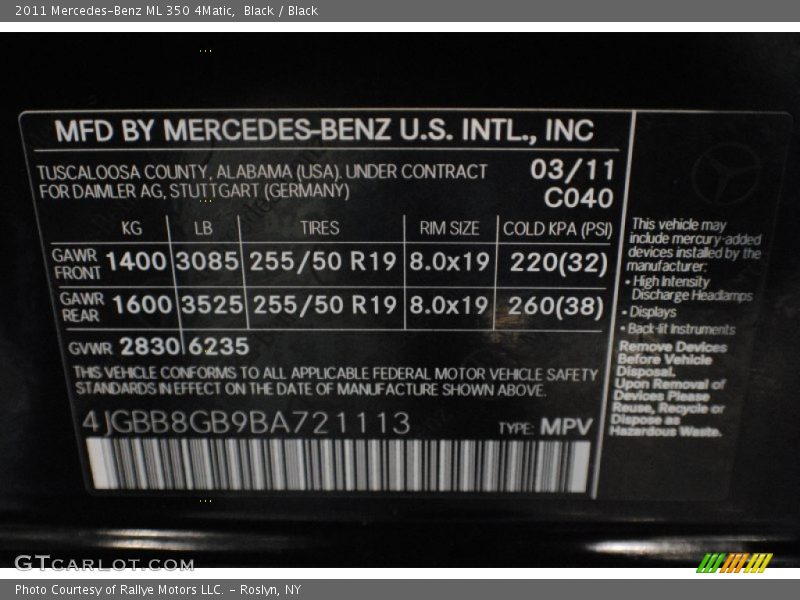 2011 Mercedes-Benz ML 350 4Matic, Black / Black
MFD BY MERCEDES-BENZ U.S. INTL., INC
TUSCALOOSA COUNTY, ALABAMA (USA). UNDER CONTRACT
FOR DAIMLER AG, STUTTGART (GERMANY)
03/11
C040
KG LB TIRES RIM SIZE COLD KPA (PSI)
GAWR FRONT 1400 3085 255/50 R19 8.0x19 220(32)
GAWR REAR 1600 3525 255/50 R19 8.0x19 260(38)
GVWR 2830 6235
THIS VEHICLE CONFORMS TO ALL APPLICABLE FEDERAL MOTOR VEHICLE SAFETY
STANDARDS IN EFFECT ON THE DATE OF MANUFACTURE SHOWN ABOVE.
4JGBB8GB9BA721113 TYPE: MPV
This vehicle may
include mercury-added
devices installed by the
manufacturer:
• High Intensity
Discharge Headlamps
• Displays
• Back-lit Instruments
Remove Devices
Before Vehicle
Disposal.
Upon Removal of
Devices Please
Reuse, Recycle or
Dispose as
Hazardous Waste.
GTCARLOT.COM
Photo Courtesy of Rallye Motors LLC. - Roslyn, NY